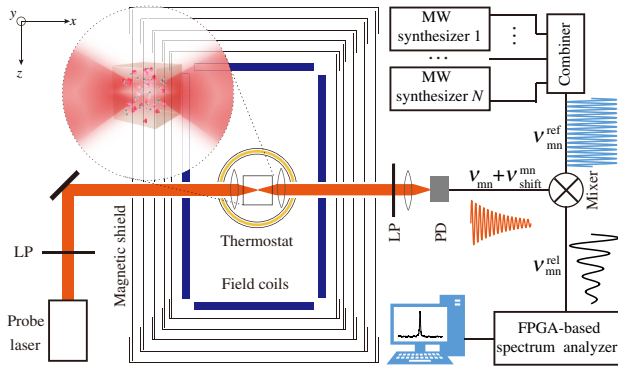 y
x
z
MW
synthesizer 1
...
MW
synthesizer N
⋮
⋮
Combiner
ν_mn^ref
Mixer
ν_mn+ν_shift^mn
ν_mn^rel
LP
Probe
laser
Magnetic shield
Thermostat
Field coils
LP
PD
FPGA-based
spectrum analyzer